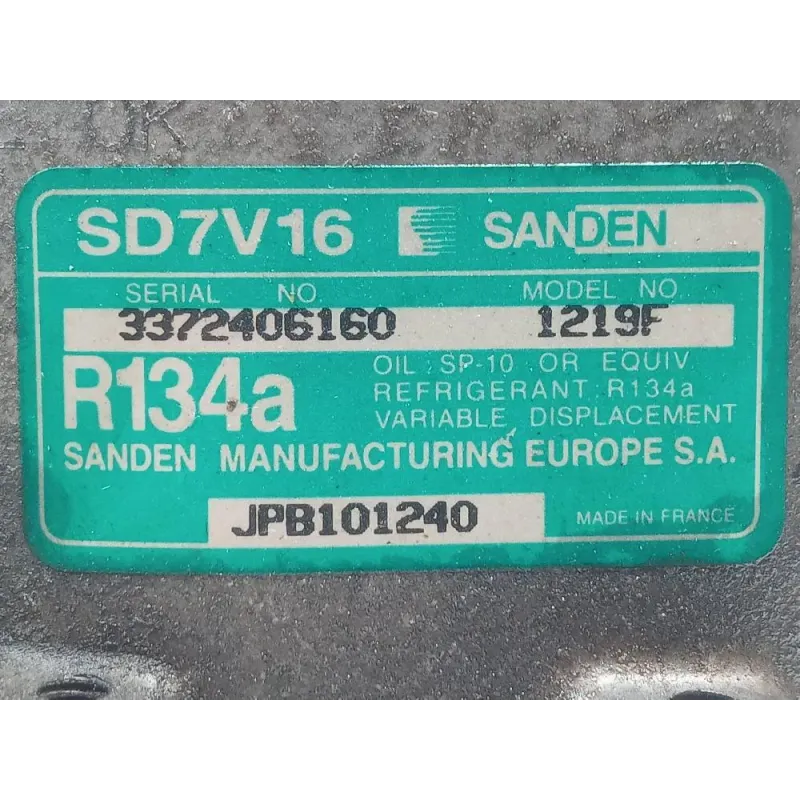 OK
SD7V16 SANDEN
SERIAL NO MODEL NO
3372406160 1219F
R134a
OIL : SP-10 OR EQUIV
REFRIGERANT : R134a
VARIABLE DISPLACEMENT
SANDEN MANUFACTURING EUROPE S.A.
JPB101240 MADE IN FRANCE